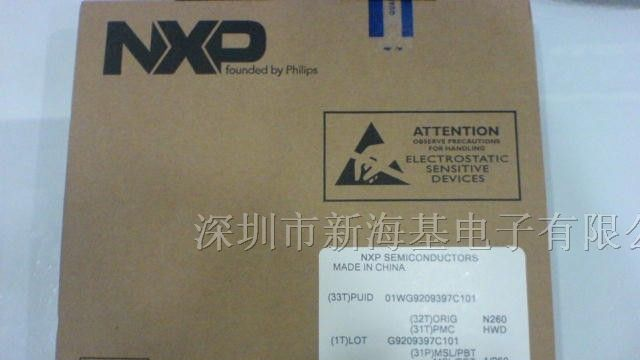 NXP
founded by Philips
ATTENTION
OBSERVE PRECAUTIONS
FOR HANDLING
ELECTROSTATIC
SENSITIVE
DEVICES
深圳市新海基电子有限公
NXP SEMICONDUCTORS
MADE IN CHINA
(33T)PUID 01WG9209397C101
(32T)ORIG N260
(31T)PMC HWD
(1T)LOT G9209397C101
(31P)MSL/PBT